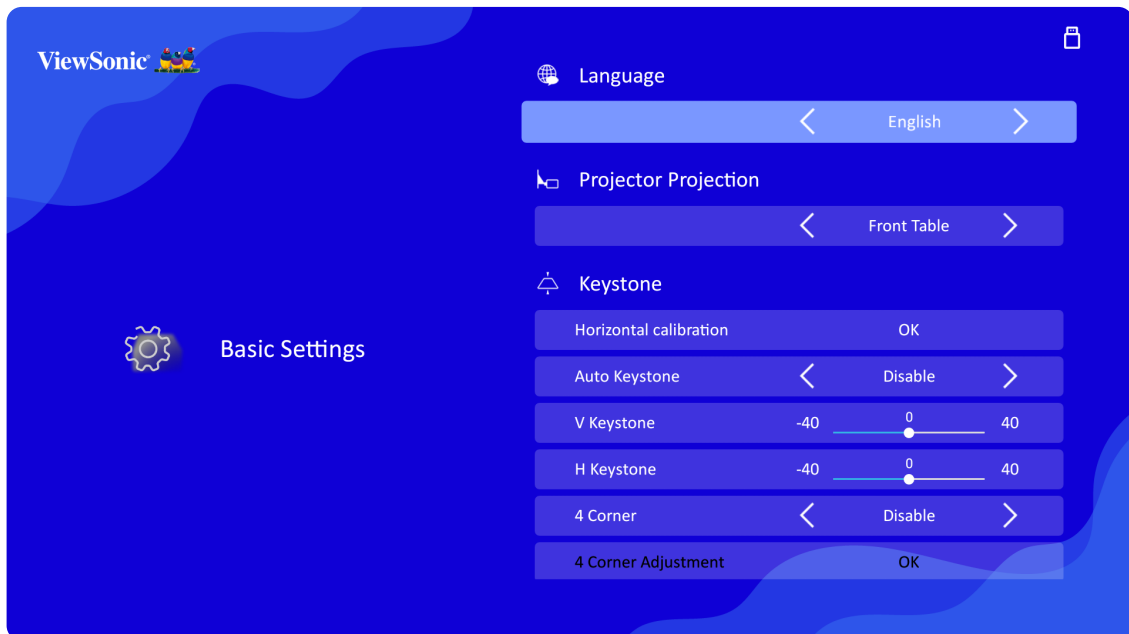 ViewSonic
Language
English
Projector Projection
Front Table
Keystone
Horizontal calibration OK
Auto Keystone Disable
V Keystone -40 0 40
H Keystone -40 0 40
4 Corner Disable
4 Corner Adjustment OK
Basic Settings